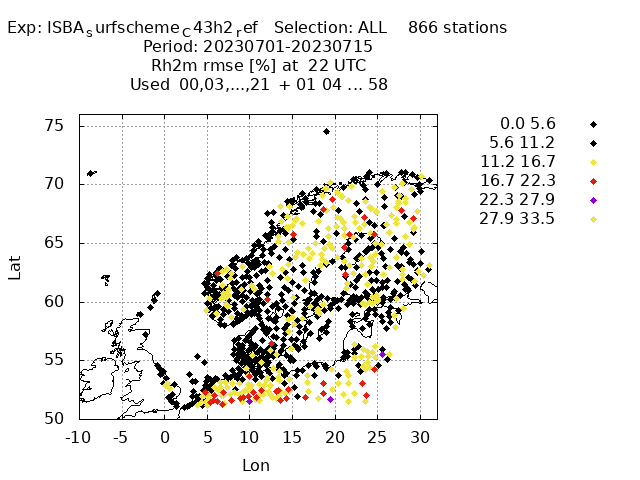 Exp: ISBAsurfscheme_C43h2_ref Selection: ALL 866 stations
Period: 20230701-20230715
Rh2m rmse [%] at 22 UTC
Used 00,03,...,21 + 01 04 ... 58
0.0 5.6
5.6 11.2
11.2 16.7
16.7 22.3
22.3 27.9
27.9 33.5
75
70
65
60
55
50
Lat
-10 -5 0 5 10 15 20 25 30
Lon